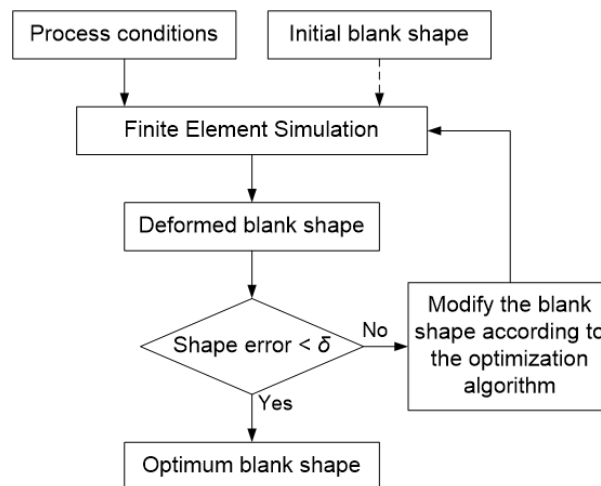 Process conditions
Initial blank shape
Finite Element Simulation
Deformed blank shape
Shape error < δ
No
Modify the blank
shape according to
the optimization
algorithm
Yes
Optimum blank shape